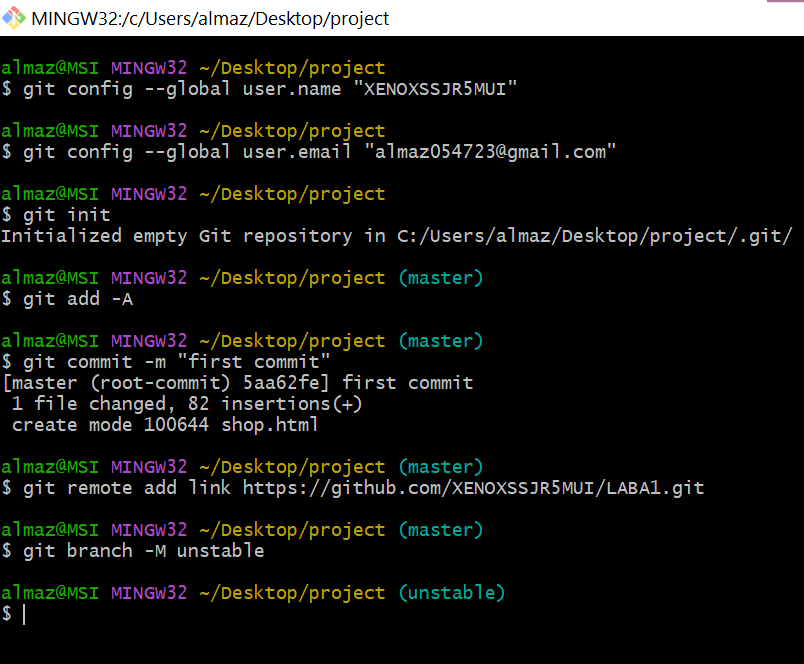 MINGW32:/c/Users/almaz/Desktop/project
almaz@MSI MINGW32 ~/Desktop/project
$ git config --global user.name "XENOXSSJR5MUI"
almaz@MSI MINGW32 ~/Desktop/project
$ git config --global user.email "almaz054723@gmail.com"
almaz@MSI MINGW32 ~/Desktop/project
$ git init
Initialized empty Git repository in C:/Users/almaz/Desktop/project/.git/
almaz@MSI MINGW32 ~/Desktop/project (master)
$ git add -A
almaz@MSI MINGW32 ~/Desktop/project (master)
$ git commit -m "first commit"
[master (root-commit) 5aa62fe] first commit
 1 file changed, 82 insertions(+)
 create mode 100644 shop.html
almaz@MSI MINGW32 ~/Desktop/project (master)
$ git remote add link https://github.com/XENOXSSJR5MUI/LABA1.git
almaz@MSI MINGW32 ~/Desktop/project (master)
$ git branch -M unstable
almaz@MSI MINGW32 ~/Desktop/project (unstable)
$